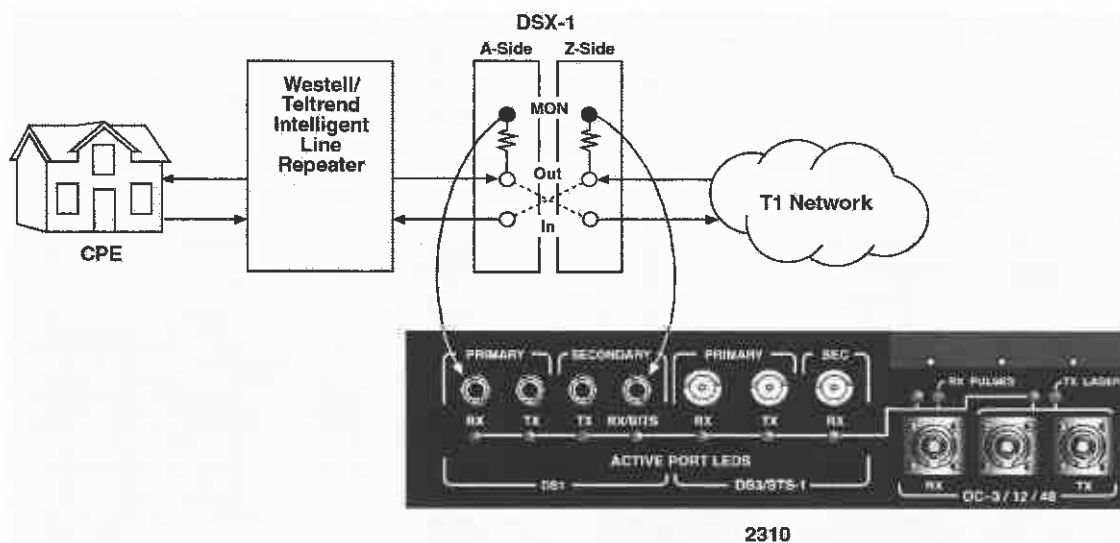 DSX-1
A-Side
Z-Side
Westell/
Teltrend
Intelligent
Line
Repeater
MON
Out
In
CPE
T1 Network
PRIMARY
SECONDARY
PRIMARY
SEC
RX PULSES
TX LASER
RX
TX
TX
RX/BITS
RX
TX
RX
ACTIVE PORT LEDS
DS1
DS3/STS-1
RX
TX
OC-3 / 12 / 48
2310